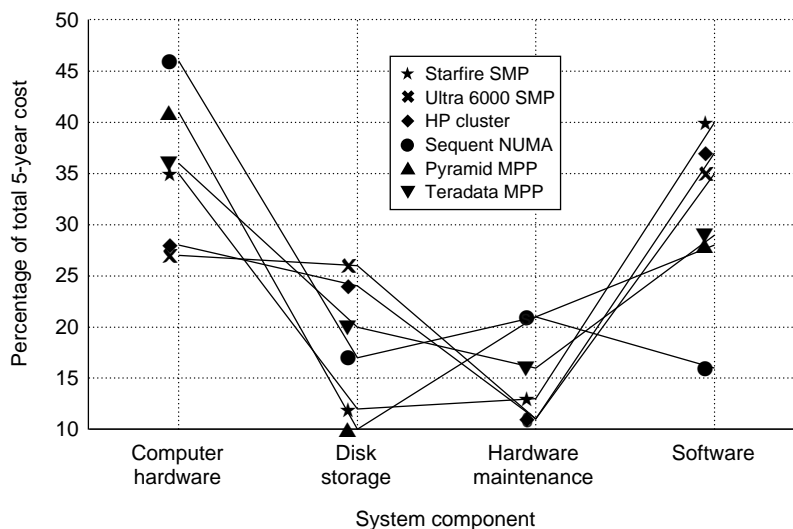 Percentage of total 5-year cost
50
45
40
35
30
25
20
15
10
Starfire SMP
Ultra 6000 SMP
HP cluster
Sequent NUMA
Pyramid MPP
Teradata MPP
Computer
hardware
Disk
storage
Hardware
maintenance
Software
System component